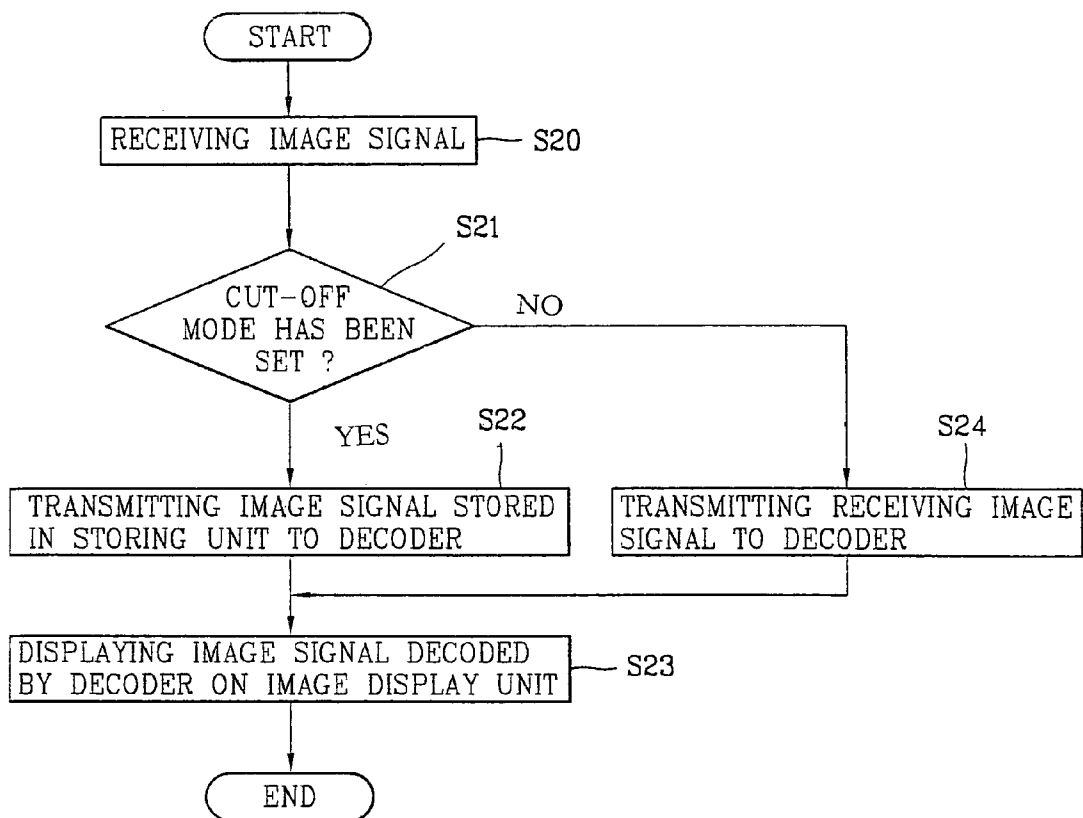 START
RECEIVING IMAGE SIGNAL
S20
S21
CUT-OFF
MODE HAS BEEN
SET ?
NO
YES
S22
TRANSMITTING IMAGE SIGNAL STORED
IN STORING UNIT TO DECODER
S24
TRANSMITTING RECEIVING IMAGE
SIGNAL TO DECODER
DISPLAYING IMAGE SIGNAL DECODED
BY DECODER ON IMAGE DISPLAY UNIT
S23
END